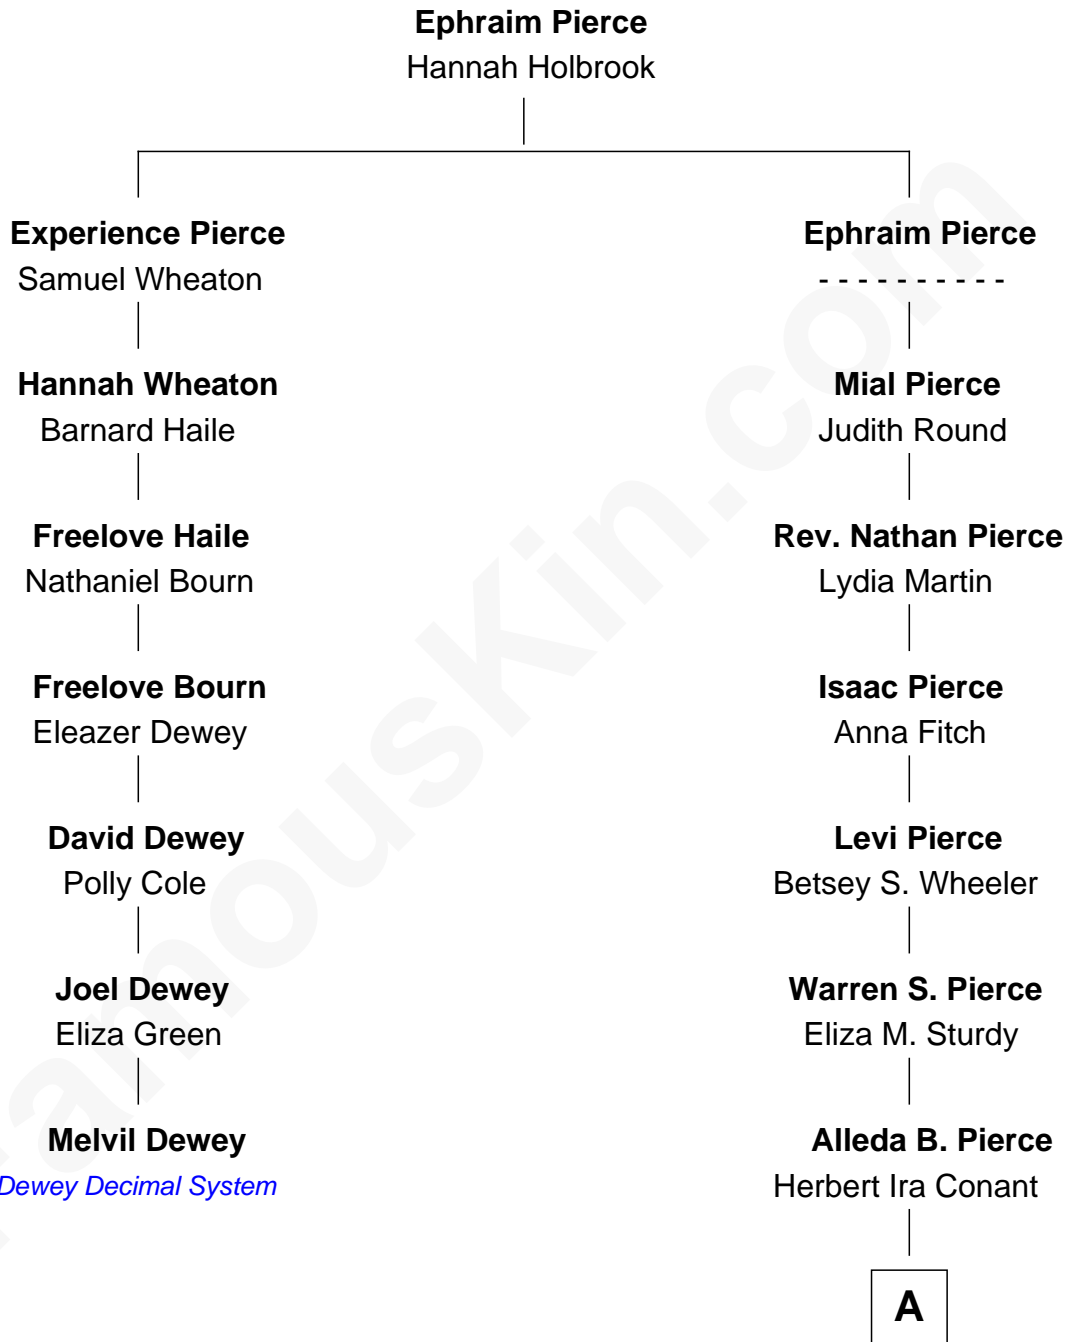 Ephraim Pierce
Hannah Holbrook
Experience Pierce
Samuel Wheaton
Ephraim Pierce
- - - - - - - - - -
Hannah Wheaton
Barnard Haile
Mial Pierce
Judith Round
Freelove Haile
Nathaniel Bourn
Rev. Nathan Pierce
Lydia Martin
Freelove Bourn
Eleazer Dewey
Isaac Pierce
Anna Fitch
David Dewey
Polly Cole
Levi Pierce
Betsey S. Wheeler
Joel Dewey
Eliza Green
Warren S. Pierce
Eliza M. Sturdy
Melvil Dewey
Dewey Decimal System
Alleda B. Pierce
Herbert Ira Conant
A
FamousKin.com